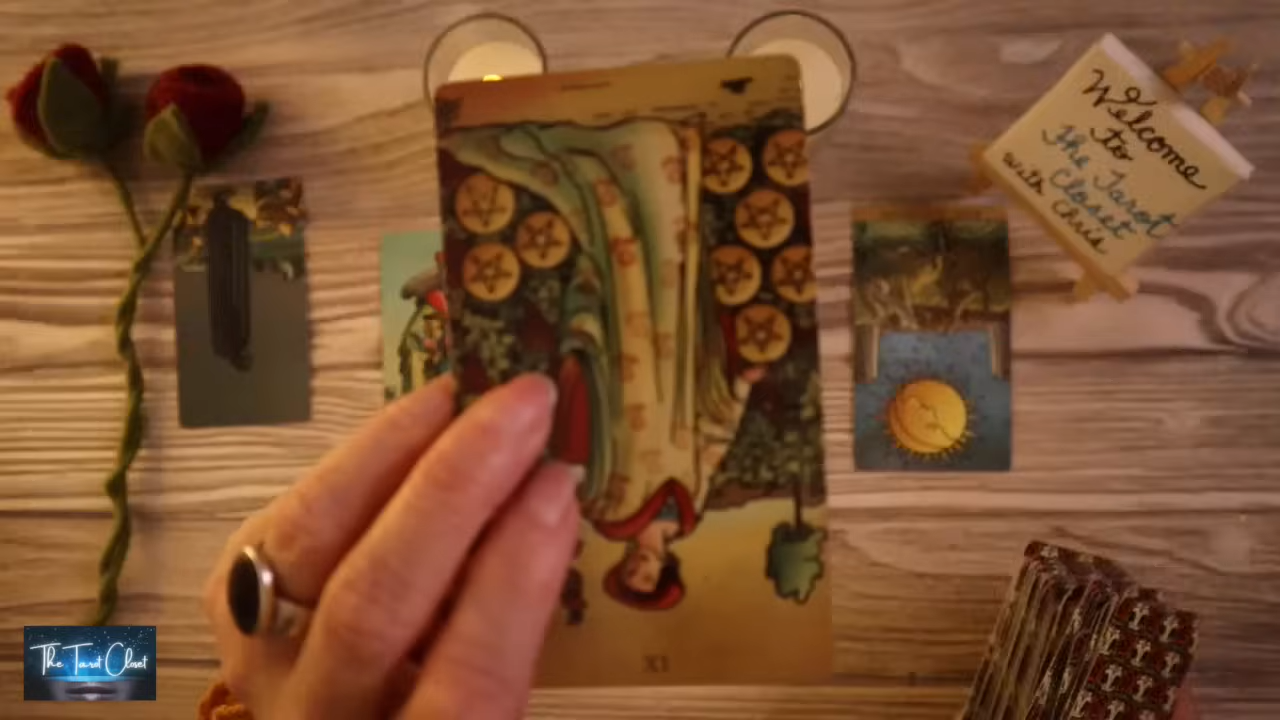 Welcome
to
The Tarot
Closet
with Chris
The Tarot Closet
XI